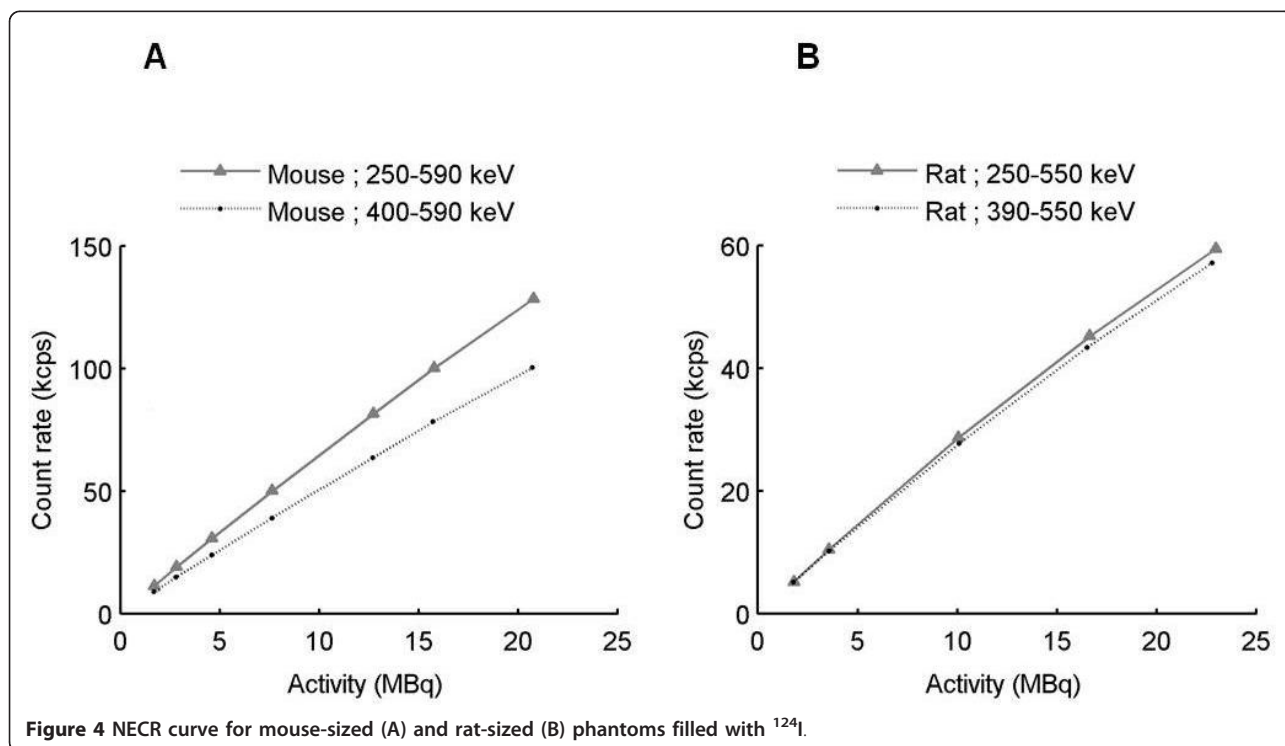 A
Mouse ; 250-590 keV
Mouse ; 400-590 keV
150
100
50
0
Count rate (kcps)
0 5 10 15 20 25
Activity (MBq)
B
Rat ; 250-550 keV
Rat ; 390-550 keV
60
40
20
0
Count rate (kcps)
0 5 10 15 20 25
Activity (MBq)
Figure 4 NECR curve for mouse-sized (A) and rat-sized (B) phantoms filled with ¹²⁴I.